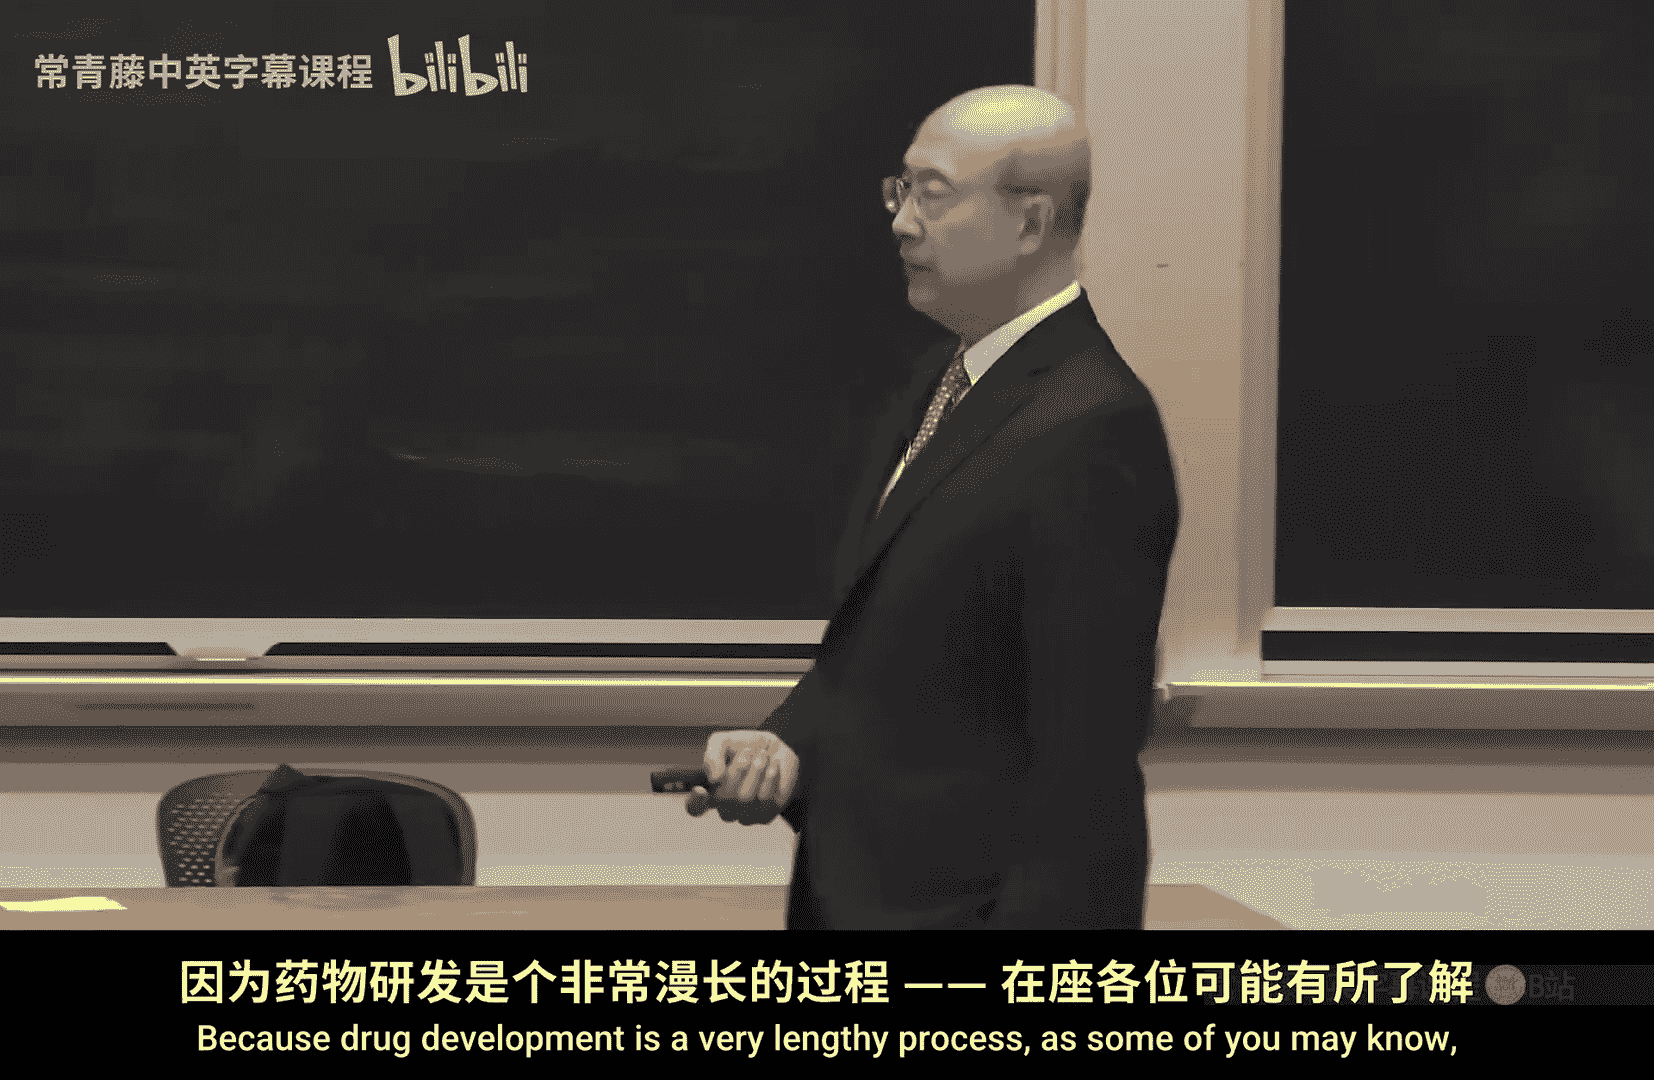 常青藤中英字幕课程 bilibili
因为药物研发是个非常漫长的过程 —— 在座各位可能有所了解
B站
Because drug development is a very lengthy process, as some of you may know,